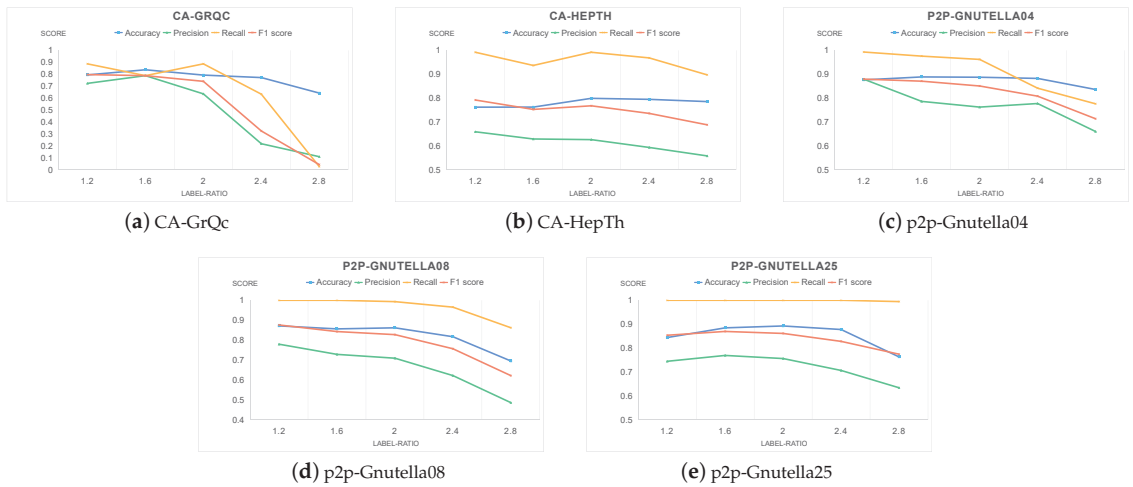 CA-GRQC
SCORE
Accuracy Precision Recall F1 score
1
0.9
0.8
0.7
0.6
0.5
0.4
0.3
0.2
0.1
0
1.2 1.6 2 2.4 2.8
LABEL-RATIO
(a) CA-GrQc
CA-HEPTH
SCORE
Accuracy Precision Recall F1 score
1
0.9
0.8
0.7
0.6
0.5
1.2 1.6 2 2.4 2.8
LABEL-RATIO
(b) CA-HepTh
P2P-GNUTELLA04
SCORE
Accuracy Precision Recall F1 score
1
0.9
0.8
0.7
0.6
0.5
1.2 1.6 2 2.4 2.8
LABEL-RATIO
(c) p2p-Gnutella04
P2P-GNUTELLA08
SCORE
Accuracy Precision Recall F1 score
1
0.9
0.8
0.7
0.6
0.5
0.4
1.2 1.6 2 2.4 2.8
LABEL-RATIO
(d) p2p-Gnutella08
P2P-GNUTELLA25
SCORE
Accuracy Precision Recall F1 score
1
0.9
0.8
0.7
0.6
0.5
1.2 1.6 2 2.4 2.8
LABEL-RATIO
(e) p2p-Gnutella25